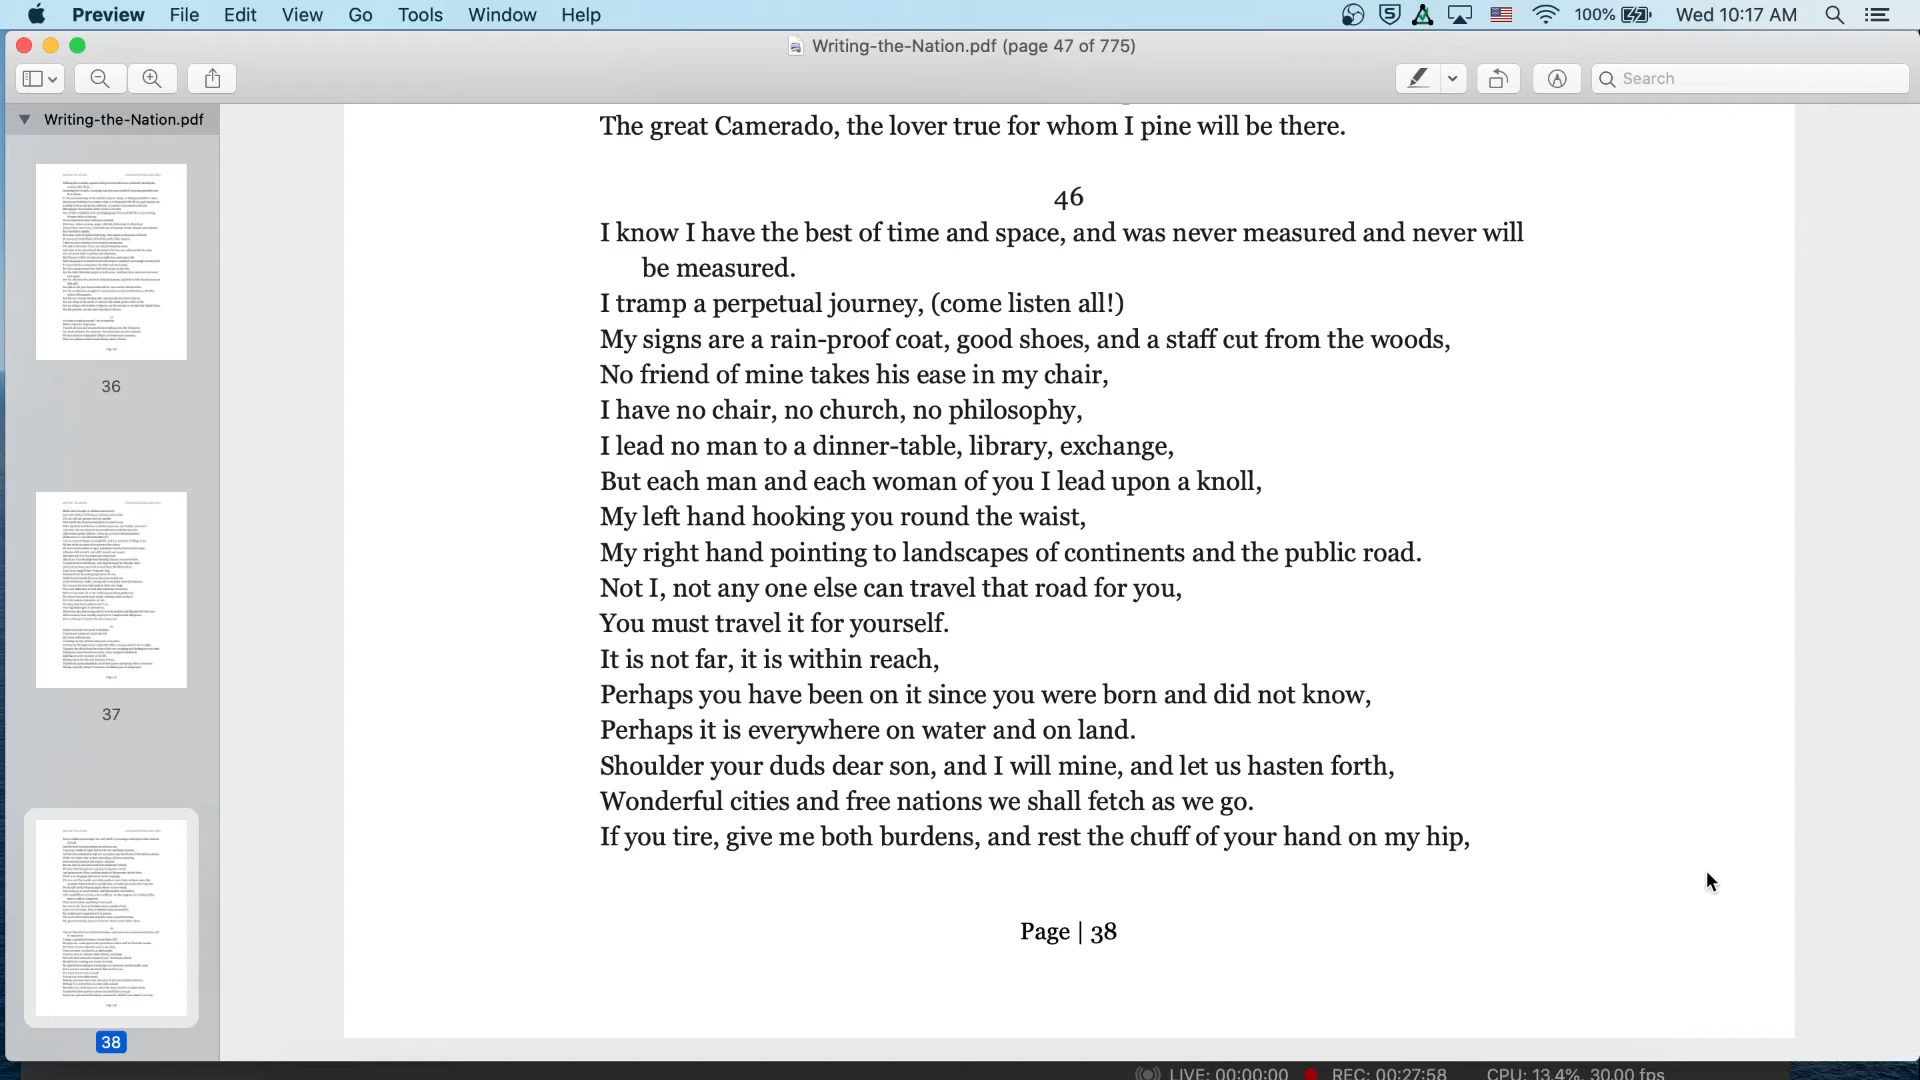 Preview File Edit View Go Tools Window Help 100% Wed 10:17 AM
Writing-the-Nation.pdf (page 47 of 775)
Search
Writing-the-Nation.pdf
36
37
38
The great Camerado, the lover true for whom I pine will be there.
46
I know I have the best of time and space, and was never measured and never will
be measured.
I tramp a perpetual journey, (come listen all!)
My signs are a rain-proof coat, good shoes, and a staff cut from the woods,
No friend of mine takes his ease in my chair,
I have no chair, no church, no philosophy,
I lead no man to a dinner-table, library, exchange,
But each man and each woman of you I lead upon a knoll,
My left hand hooking you round the waist,
My right hand pointing to landscapes of continents and the public road.
Not I, not any one else can travel that road for you,
You must travel it for yourself.
It is not far, it is within reach,
Perhaps you have been on it since you were born and did not know,
Perhaps it is everywhere on water and on land.
Shoulder your duds dear son, and I will mine, and let us hasten forth,
Wonderful cities and free nations we shall fetch as we go.
If you tire, give me both burdens, and rest the chuff of your hand on my hip,
Page | 38
LIVE: 00:00:00 REC: 00:27:58 CPU: 13.4%, 30.00 fps